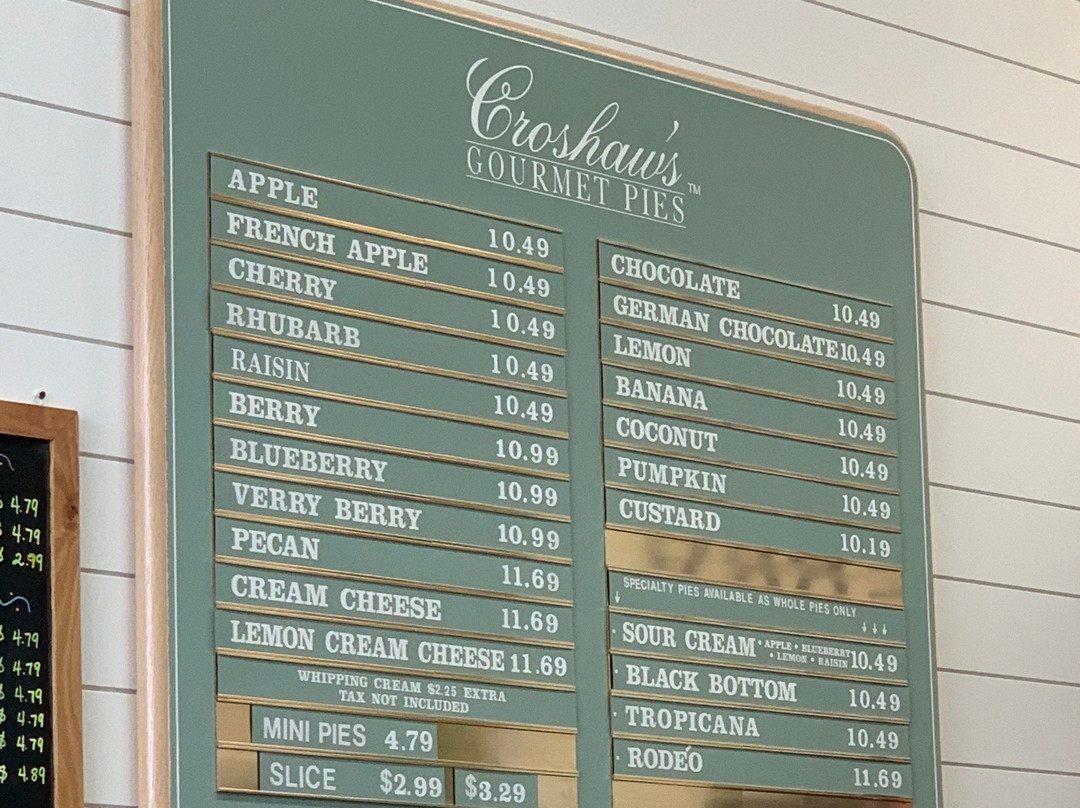 Croshaw's™
GOURMET PIES
APPLE 10.49
FRENCH APPLE 10.49
CHERRY 10.49
RHUBARB 10.49
RAISIN 10.49
BERRY 10.99
BLUEBERRY 10.99
VERRY BERRY 10.99
PECAN 11.69
CREAM CHEESE 11.69
LEMON CREAM CHEESE 11.69
WHIPPING CREAM $2.25 EXTRA
TAX NOT INCLUDED
MINI PIES 4.79
SLICE $2.99 $3.29
CHOCOLATE 10.49
GERMAN CHOCOLATE 10.49
LEMON 10.49
BANANA 10.49
COCONUT 10.49
PUMPKIN 10.49
CUSTARD 10.19
SPECIALTY PIES AVAILABLE AS WHOLE PIES ONLY
↓ ↓ ↓ ↓
· SOUR CREAM • APPLE • BLUEBERRY 10.49
• LEMON • RAISIN
· BLACK BOTTOM 10.49
· TROPICANA 10.49
· RODEÓ 11.69
$ 4.79
$ 4.79
$ 2.99
$ 4.79
$ 4.79
$ 4.79
$ 4.79
$ 4.79
$ 4.89